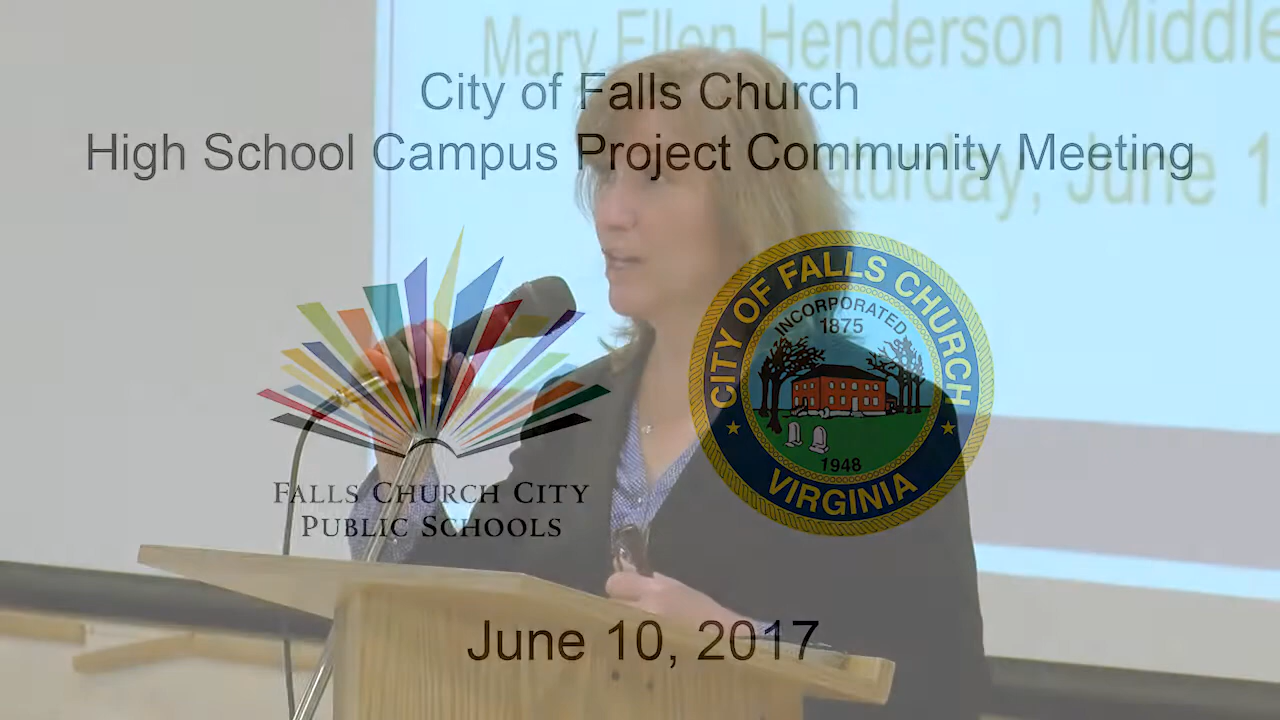 Mary Ellen Henderson Middle
City of Falls Church
High School Campus Project Community Meeting
Saturday, June 1
CITY OF FALLS CHURCH
INCORPORATED
1875
1948
VIRGINIA
FALLS CHURCH CITY
PUBLIC SCHOOLS
June 10, 2017